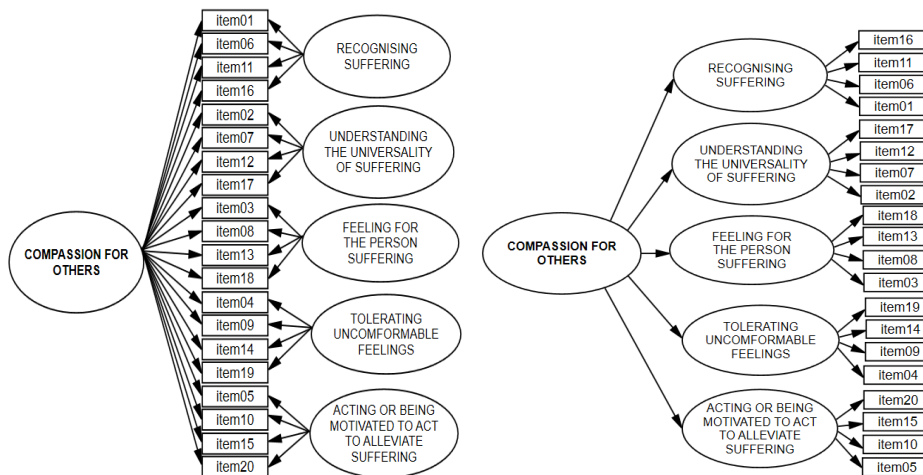 item01
item06
item11
item16
item02
item07
item12
item17
item03
item08
item13
item18
item04
item09
item14
item19
item05
item10
item15
item20
COMPASSION FOR
OTHERS
RECOGNISING
SUFFERING
UNDERSTANDING
THE UNIVERSALITY
OF SUFFERING
FEELING FOR
THE PERSON
SUFFERING
TOLERATING
UNCOMFORMABLE
FEELINGS
ACTING OR BEING
MOTIVATED TO ACT
TO ALLEVIATE
SUFFERING
COMPASSION FOR
OTHERS
RECOGNISING
SUFFERING
UNDERSTANDING
THE UNIVERSALITY
OF SUFFERING
FEELING FOR
THE PERSON
SUFFERING
TOLERATING
UNCOMFORMABLE
FEELINGS
ACTING OR BEING
MOTIVATED TO ACT
TO ALLEVIATE
SUFFERING
item16
item11
item06
item01
item17
item12
item07
item02
item18
item13
item08
item03
item19
item14
item09
item04
item20
item15
item10
item05